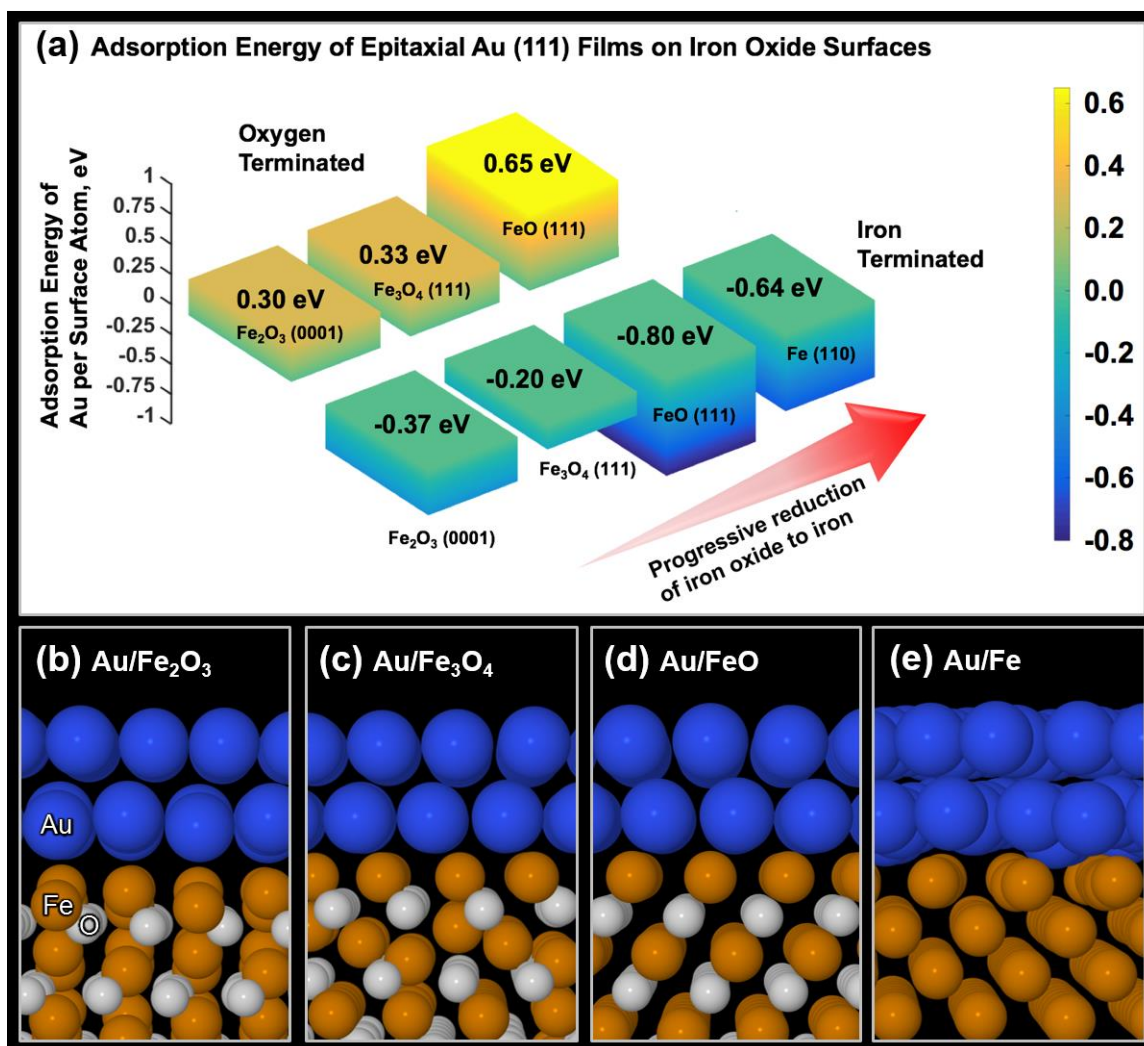 (a) Adsorption Energy of Epitaxial Au (111) Films on Iron Oxide Surfaces
Oxygen
Terminated
Iron
Terminated
Adsorption Energy of
Au per Surface Atom, eV
1
0.75
0.5
0.25
0
-0.25
-0.5
-0.75
-1
0.65 eV
FeO (111)
0.33 eV
Fe₃O₄ (111)
0.30 eV
Fe₂O₃ (0001)
-0.64 eV
Fe (110)
-0.80 eV
FeO (111)
-0.20 eV
Fe₃O₄ (111)
-0.37 eV
Fe₂O₃ (0001)
Progressive reduction
of iron oxide to iron
0.6
0.4
0.2
0.0
-0.2
-0.4
-0.6
-0.8
(b) Au/Fe₂O₃
Au
Fe
O
(c) Au/Fe₃O₄
(d) Au/FeO
(e) Au/Fe